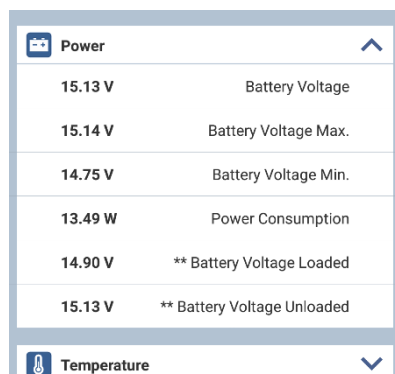 Power
15.13 V Battery Voltage
15.14 V Battery Voltage Max.
14.75 V Battery Voltage Min.
13.49 W Power Consumption
14.90 V ** Battery Voltage Loaded
15.13 V ** Battery Voltage Unloaded
Temperature